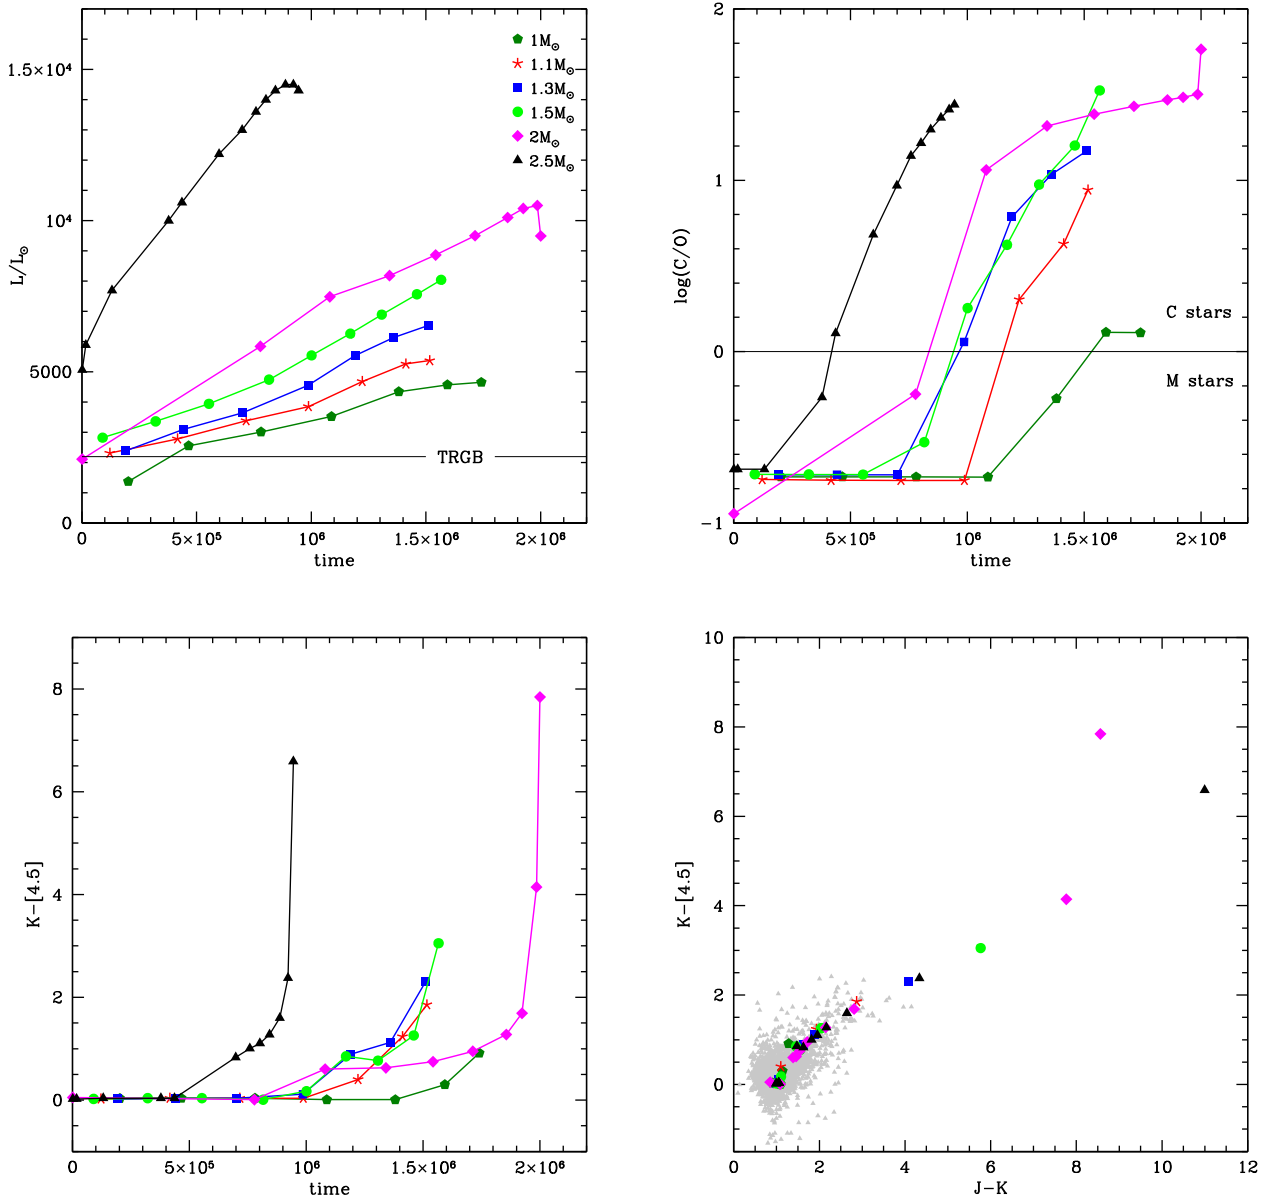 1.5×10⁴
10⁴
5000
0
L/L☉
1M☉
1.1M☉
1.3M☉
1.5M☉
2M☉
2.5M☉
TRGB
0
5×10⁵
10⁶
1.5×10⁶
2×10⁶
time
2
1
0
−1
log(C/O)
C stars
M stars
0
5×10⁵
10⁶
1.5×10⁶
2×10⁶
time
8
6
4
2
0
K−[4.5]
0
5×10⁵
10⁶
1.5×10⁶
2×10⁶
time
10
8
6
4
2
0
K−[4.5]
0
2
4
6
8
10
12
J−K